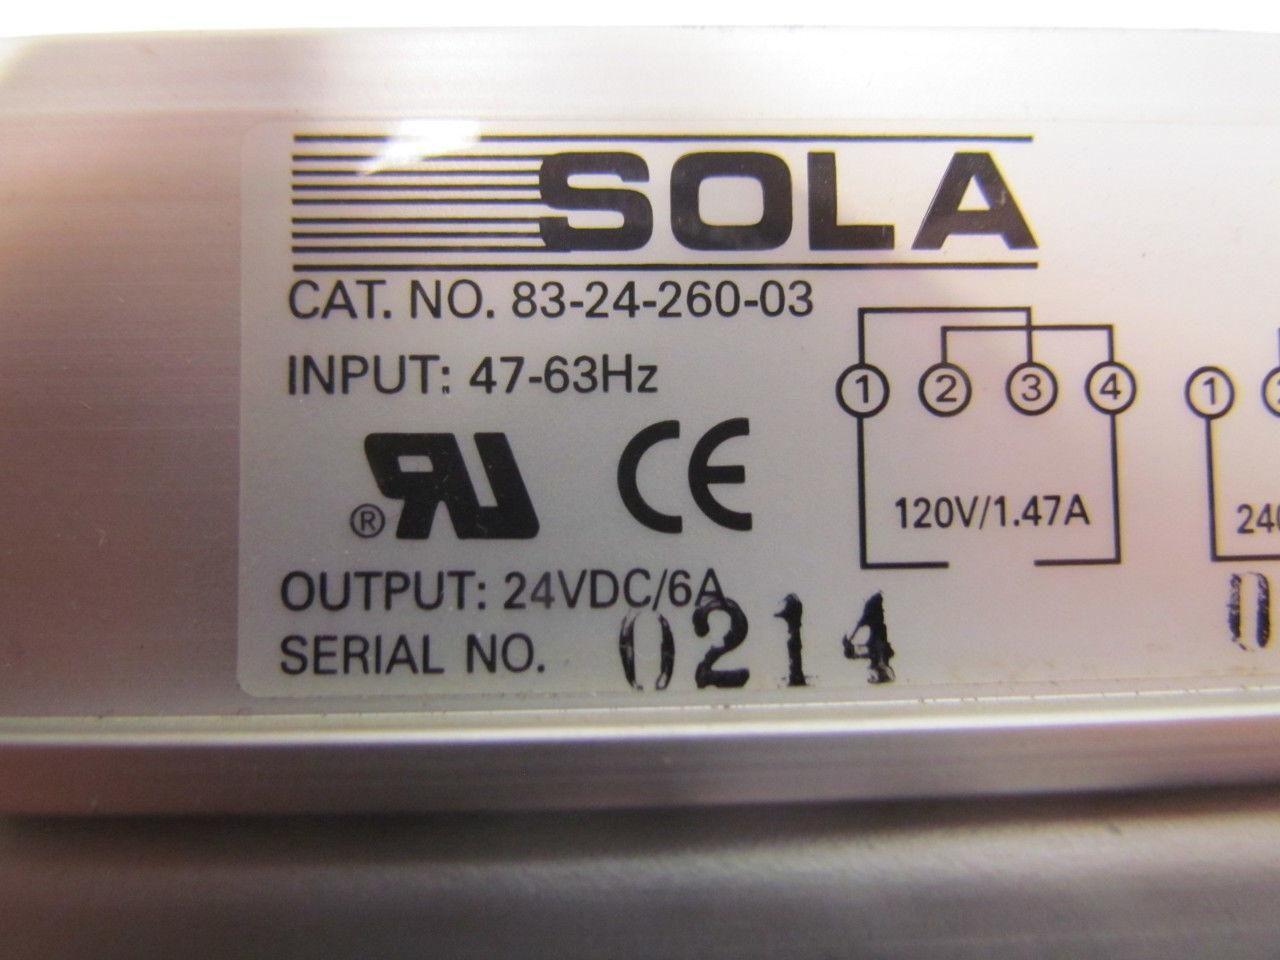 SOLA
CAT. NO. 83-24-260-03
INPUT: 47-63Hz
1 2 3 4
1
® RU CE
120V/1.47A
OUTPUT: 24VDC/6A
SERIAL NO. 0214